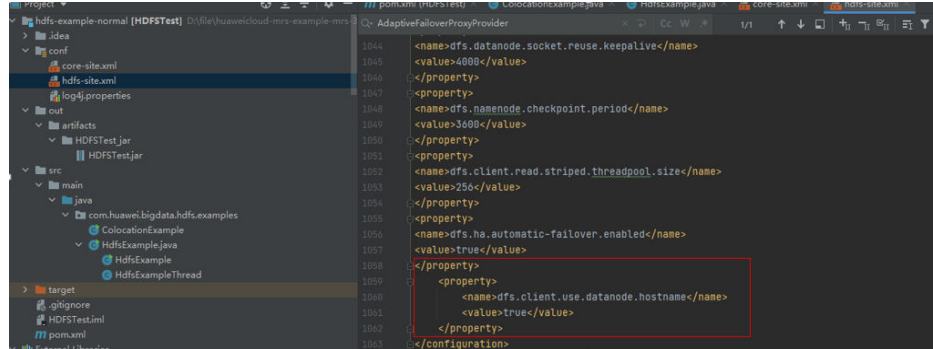 Project
pom.xml (HDFSTest)
ColocationExample.java
HdfsExample.java
core-site.xml
hdfs-site.xml
hdfs-example-normal [HDFSTest] D:\file\huaweicloud-mrs-example-mrs-3
.idea
conf
core-site.xml
hdfs-site.xml
log4j.properties
out
artifacts
HDFSTest_jar
HDFSTest.jar
src
main
java
com.huawei.bigdata.hdfs.examples
ColocationExample
HdfsExample.java
HdfsExample
HdfsExampleThread
target
.gitignore
HDFSTest.iml
pom.xml
AdaptiveFailoverProxyProvider
Cc W .*
1/1
1044 <name>dfs.datanode.socket.reuse.keepalive</name>
1045 <value>4000</value>
1046 </property>
1047 <property>
1048 <name>dfs.namenode.checkpoint.period</name>
1049 <value>3600</value>
1050 </property>
1051 <property>
1052 <name>dfs.client.read.striped.threadpool.size</name>
1053 <value>256</value>
1054 </property>
1055 <property>
1056 <name>dfs.ha.automatic-failover.enabled</name>
1057 <value>true</value>
1058 </property>
1059 <property>
1060 <name>dfs.client.use.datanode.hostname</name>
1061 <value>true</value>
1062 </property>
1063 </configuration>